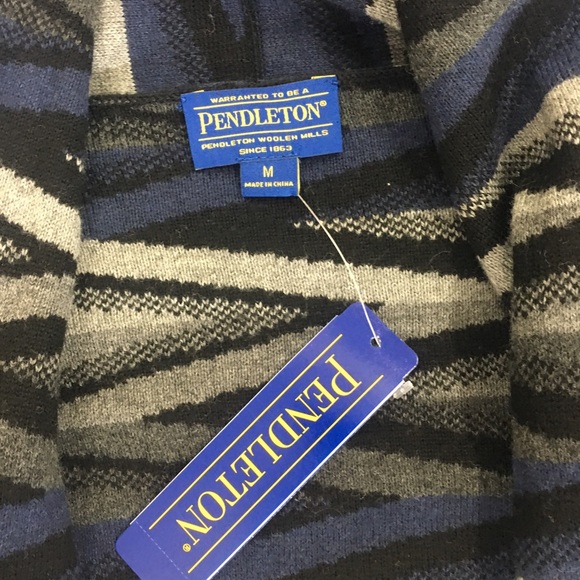 WARRANTED TO BE A
PENDLETON®
PENDLETON WOOLEN MILLS
SINCE 1863
M
MADE IN CHINA
PENDLETON®